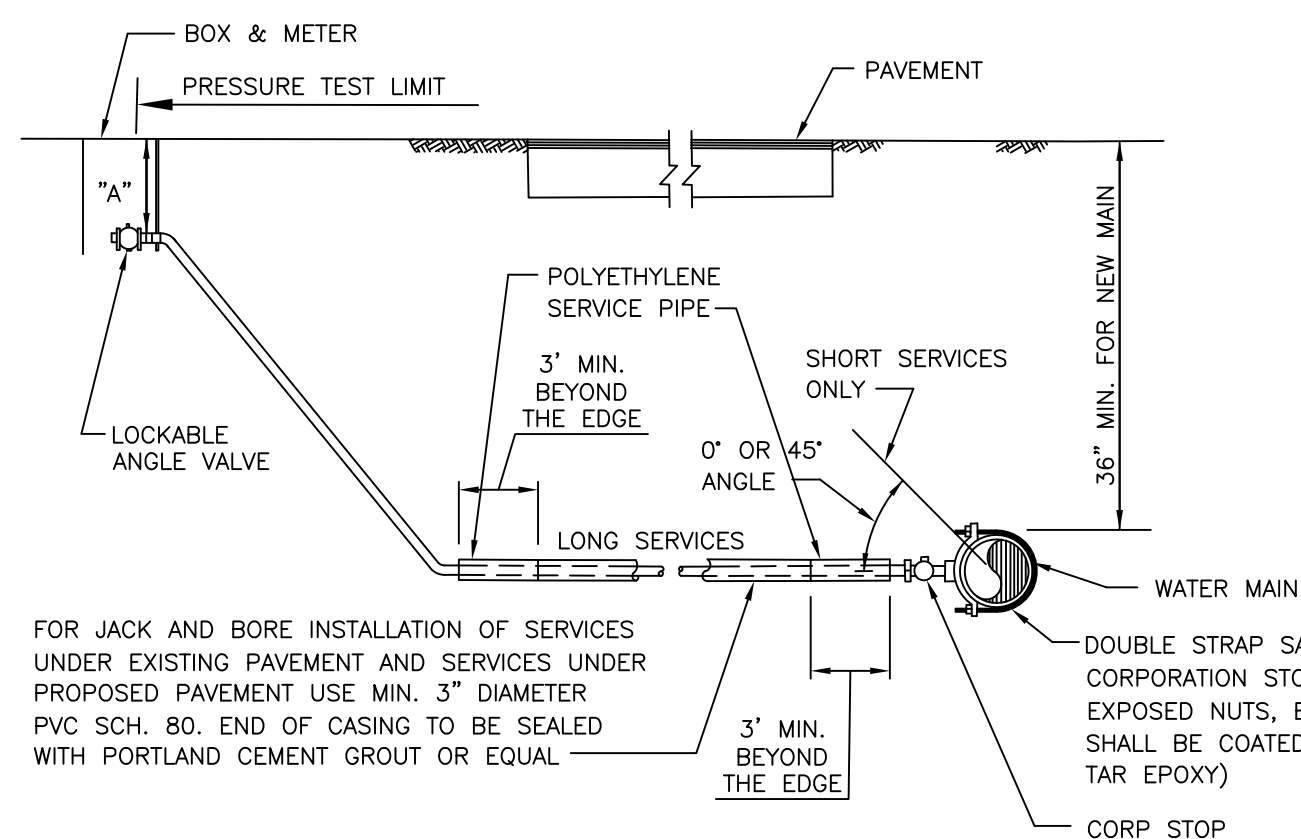 BOX & METER
PRESSURE TEST LIMIT
PAVEMENT
"A"
36" MIN. FOR NEW MAIN
POLYETHYLENE
SERVICE PIPE
3' MIN.
BEYOND
THE EDGE
SHORT SERVICES
ONLY
LOCKABLE
ANGLE VALVE
0° OR 45°
ANGLE
LONG SERVICES
WATER MAIN
FOR JACK AND BORE INSTALLATION OF SERVICES
UNDER EXISTING PAVEMENT AND SERVICES UNDER
PROPOSED PAVEMENT USE MIN. 3" DIAMETER
PVC SCH. 80. END OF CASING TO BE SEALED
WITH PORTLAND CEMENT GROUT OR EQUAL
3' MIN.
BEYOND
THE EDGE
DOUBLE STRAP
CORPORATION
EXPOSED NUTS,
SHALL BE COATED
TAR EPOXY)
CORP STOP